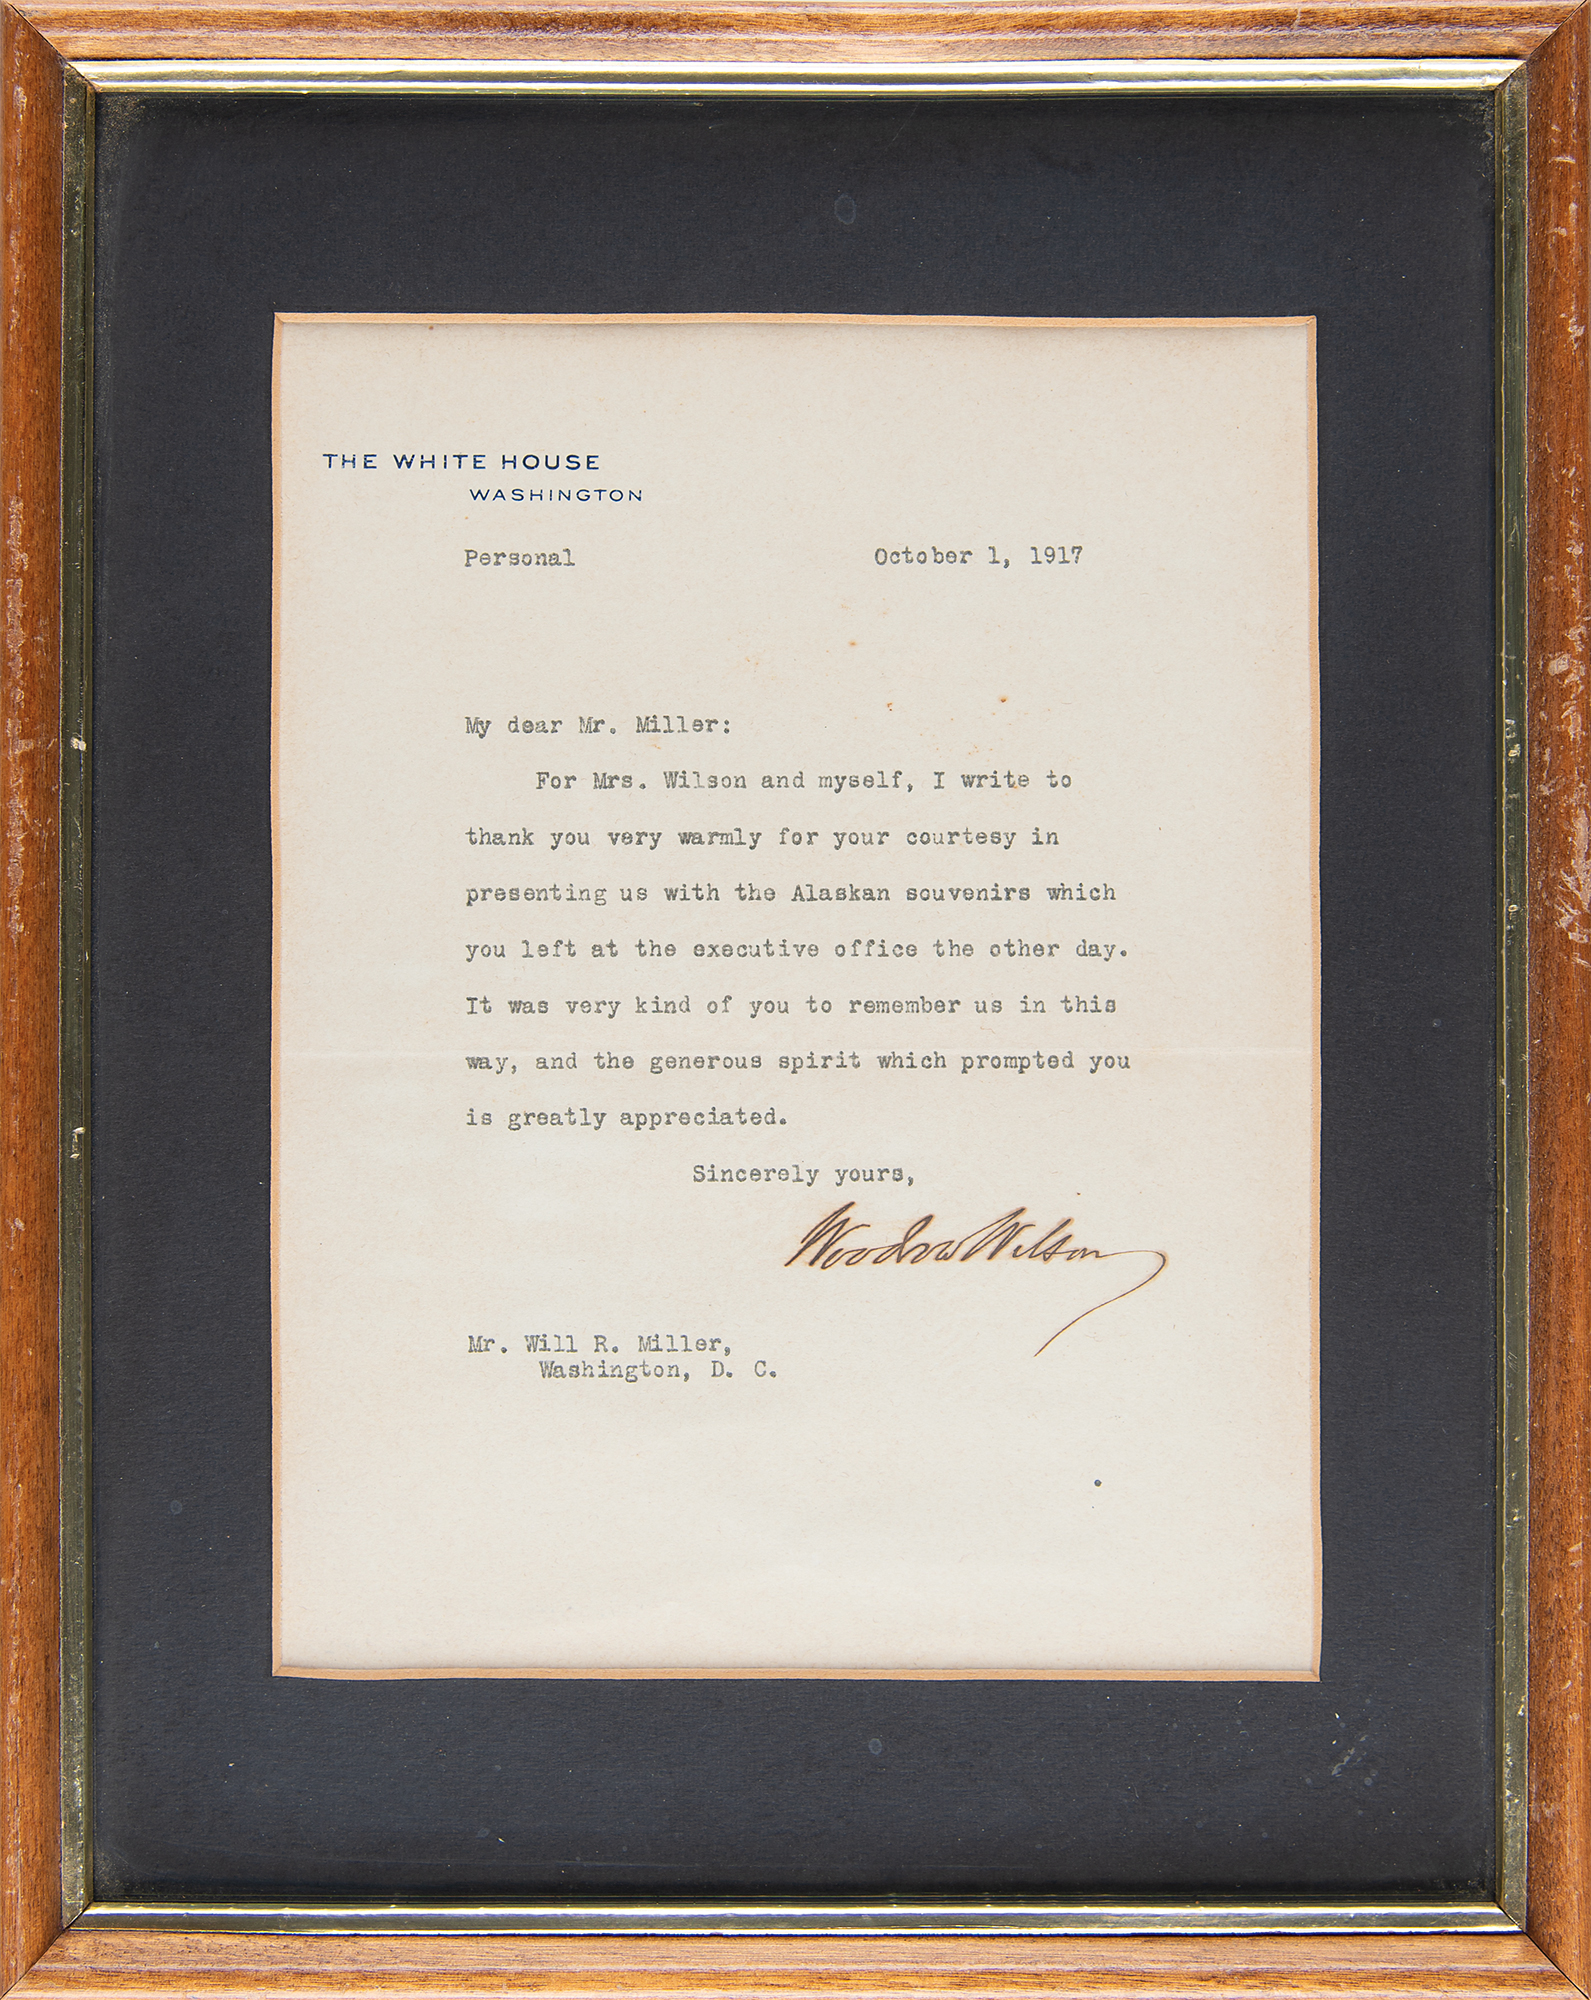 THE WHITE HOUSE
WASHINGTON
Personal October 1, 1917
My dear Mr. Miller:
For Mrs. Wilson and myself, I write to
thank you very warmly for your courtesy in
presenting us with the Alaskan souvenirs which
you left at the executive office the other day.
It was very kind of you to remember us in this
way, and the generous spirit which prompted you
is greatly appreciated.
Sincerely yours,
Woodrow Wilson
Mr. Will R. Miller,
Washington, D. C.